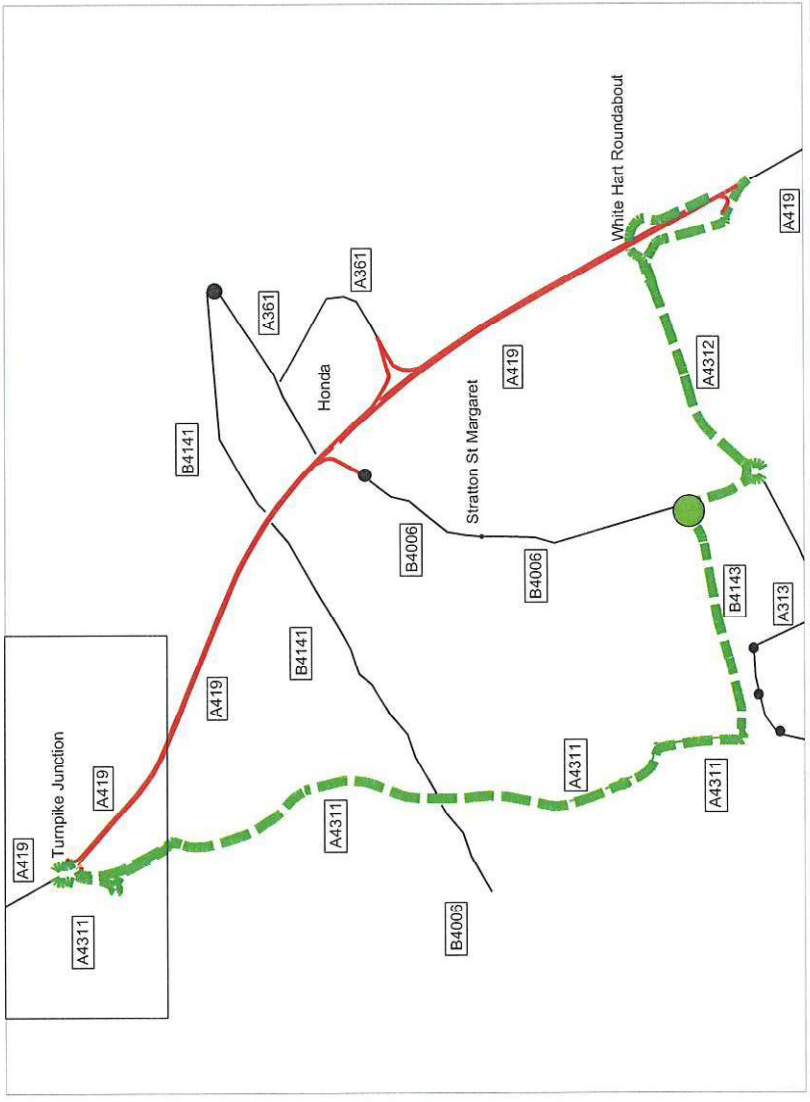 A419
Turnpike Junction
A4311
A419
B4141
A419
A361
B4141
Honda
A4311
A361
B4006
B4006
Stratton St Margaret
A419
B4006
A4311
White Hart Roundabout
A4312
A4311
B4143
A313
A419